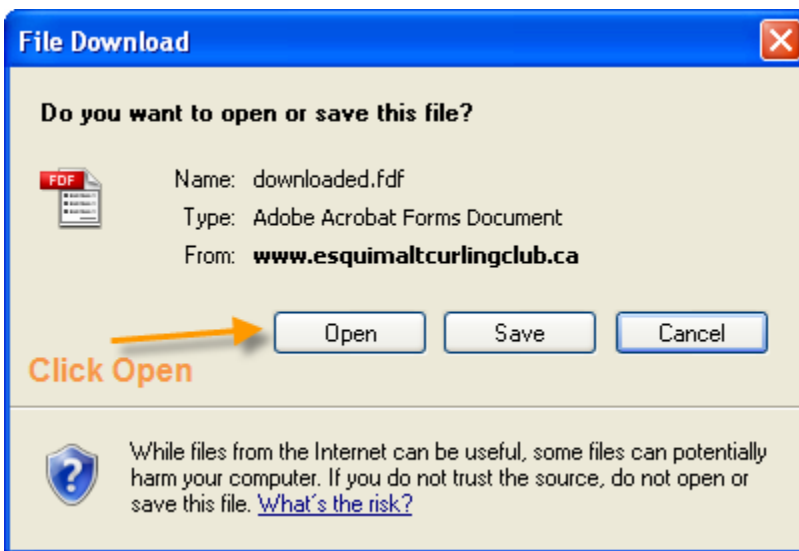 File Download
Do you want to open or save this file?
FDF
Name: downloaded.fdf
Type: Adobe Acrobat Forms Document
From: www.esquimaltcurlingclub.ca
Open Save Cancel
Click Open
While files from the Internet can be useful, some files can potentially
harm your computer. If you do not trust the source, do not open or
save this file. What's the risk?